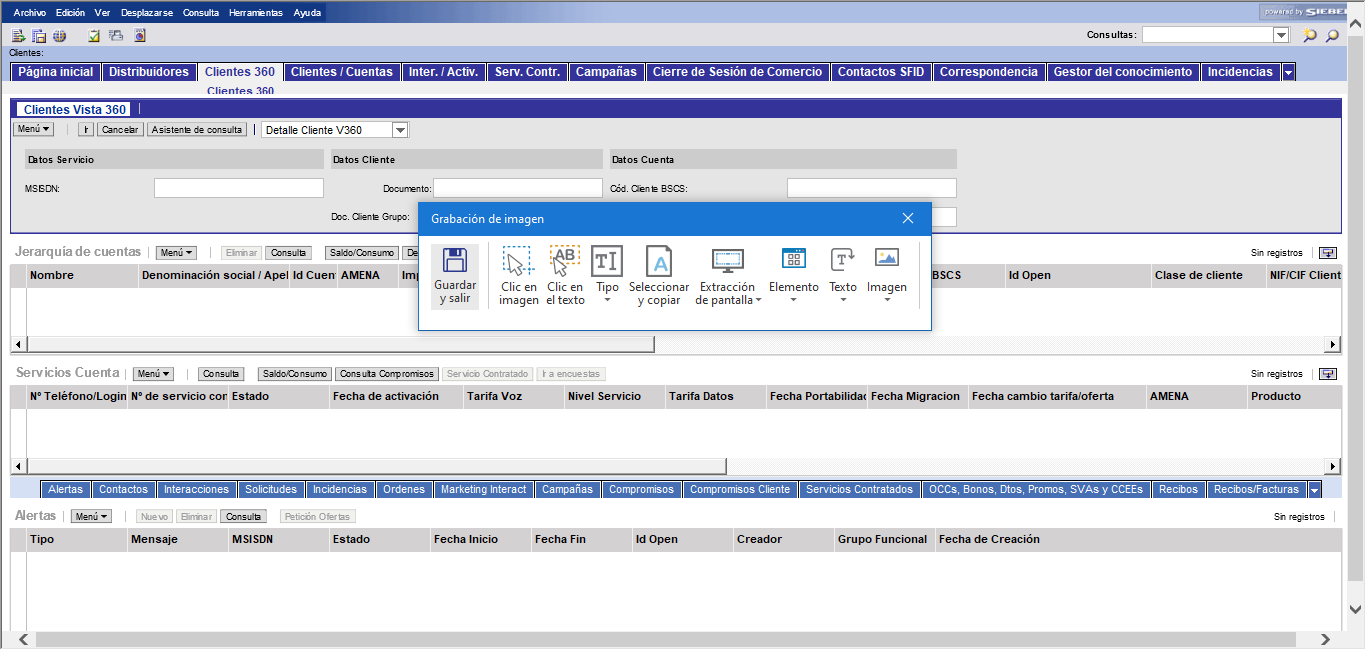 Archivo Edición Ver Desplazarse Consulta Herramientas Ayuda
powered by SIEBEL
Consultas:
Clientes:
Página inicial Distribuidores Clientes 360 Clientes / Cuentas Inter. / Activ. Serv. Contr. Campañas Cierre de Sesión de Comercio Contactos SFID Correspondencia Gestor del conocimiento Incidencias
Clientes 360
Clientes Vista 360
Menú Ir Cancelar Asistente de consulta Detalle Cliente V360
Datos Servicio Datos Cliente Datos Cuenta
MSISDN: Documento: Cód. Cliente BSCS:
Doc. Cliente Grupo:
Grabación de imagen
Guardar y salir
Clic en imagen
Clic en el texto
Tipo
Seleccionar y copiar
Extracción de pantalla
Elemento
Texto
Imagen
Jerarquía de cuentas Menú Eliminar Consulta Saldo/Consumo De Sin registros
Nombre Denominación social / Apel Id Cuen AMENA Imp BSCS Id Open Clase de cliente NIF/CIF Client
Servicios Cuenta Menú Consulta Saldo/Consumo Consulta Compromisos Servicio Contratado Ir a encuestas Sin registros
Nº Teléfono/Login Nº de servicio con Estado Fecha de activación Tarifa Voz Nivel Servicio Tarifa Datos Fecha Portabilidad Fecha Migracion Fecha cambio tarifa/oferta AMENA Producto
Alertas Contactos Interacciones Solicitudes Incidencias Ordenes Marketing Interact Campañas Compromisos Compromisos Cliente Servicios Contratados OCCs, Bonos, Dtos, Promos, SVAs y CCEEs Recibos Recibos/Facturas
Alertas Menú Nuevo Eliminar Consulta Petición Ofertas Sin registros
Tipo Mensaje MSISDN Estado Fecha Inicio Fecha Fin Id Open Creador Grupo Funcional Fecha de Creación